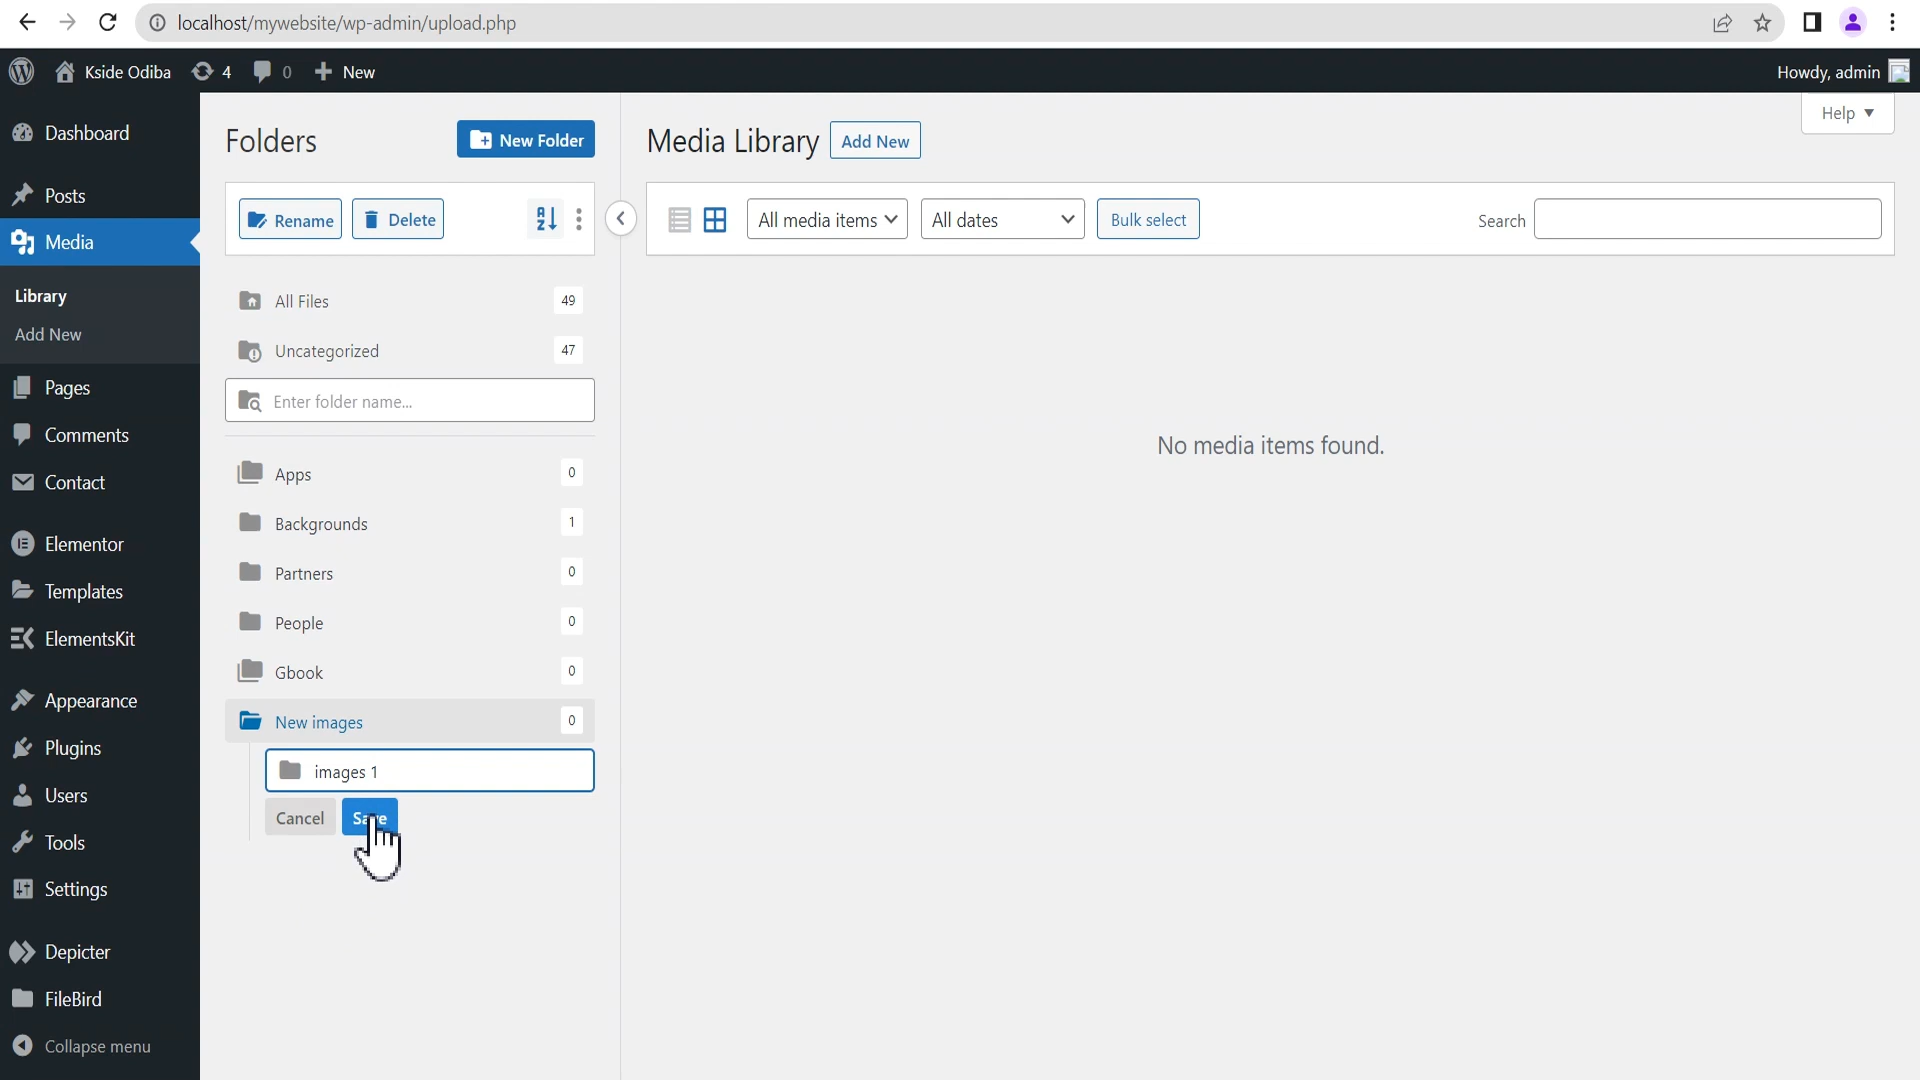 localhost/mywebsite/wp-admin/upload.php
Kside Odiba 4 0 New Howdy, admin
Dashboard
Posts
Media
Library
Add New
Pages
Comments
Contact
Elementor
Templates
ElementsKit
Appearance
Plugins
Users
Tools
Settings
Depicter
FileBird
Collapse menu
Folders New Folder
Rename Delete
All Files 49
Uncategorized 47
Enter folder name...
Apps 0
Backgrounds 1
Partners 0
People 0
Gbook 0
New images 0
images 1
Cancel Save
Media Library Add New
Help
All media items All dates Bulk select Search
No media items found.